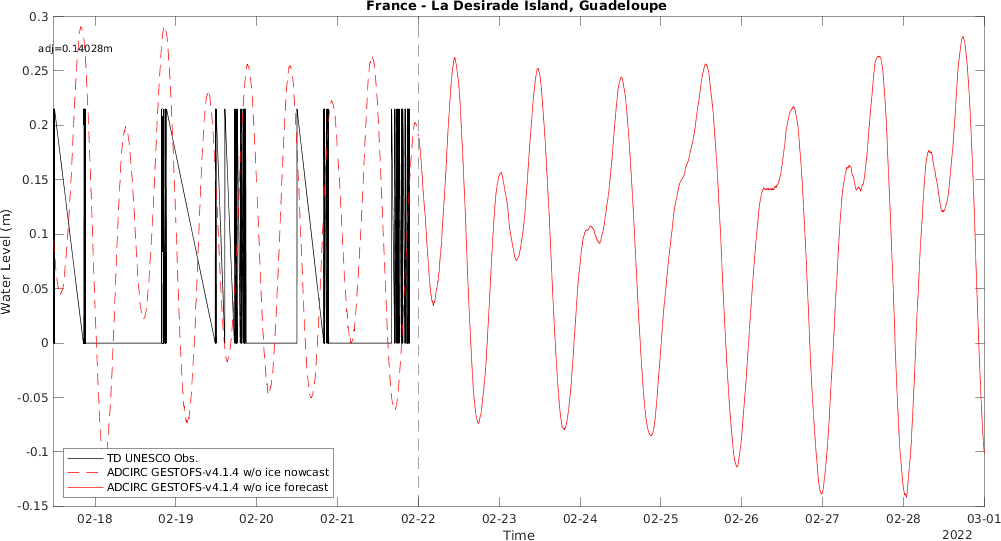 France - La Desirade Island, Guadeloupe
adj=0.14028m
Water Level (m)
0.3
0.25
0.2
0.15
0.1
0.05
0
-0.05
-0.1
-0.15
TD UNESCO Obs.
ADCIRC GESTOFS-v4.1.4 w/o ice nowcast
ADCIRC GESTOFS-v4.1.4 w/o ice forecast
02-18 02-19 02-20 02-21 02-22 02-23 02-24 02-25 02-26 02-27 02-28 03-01
Time
2022